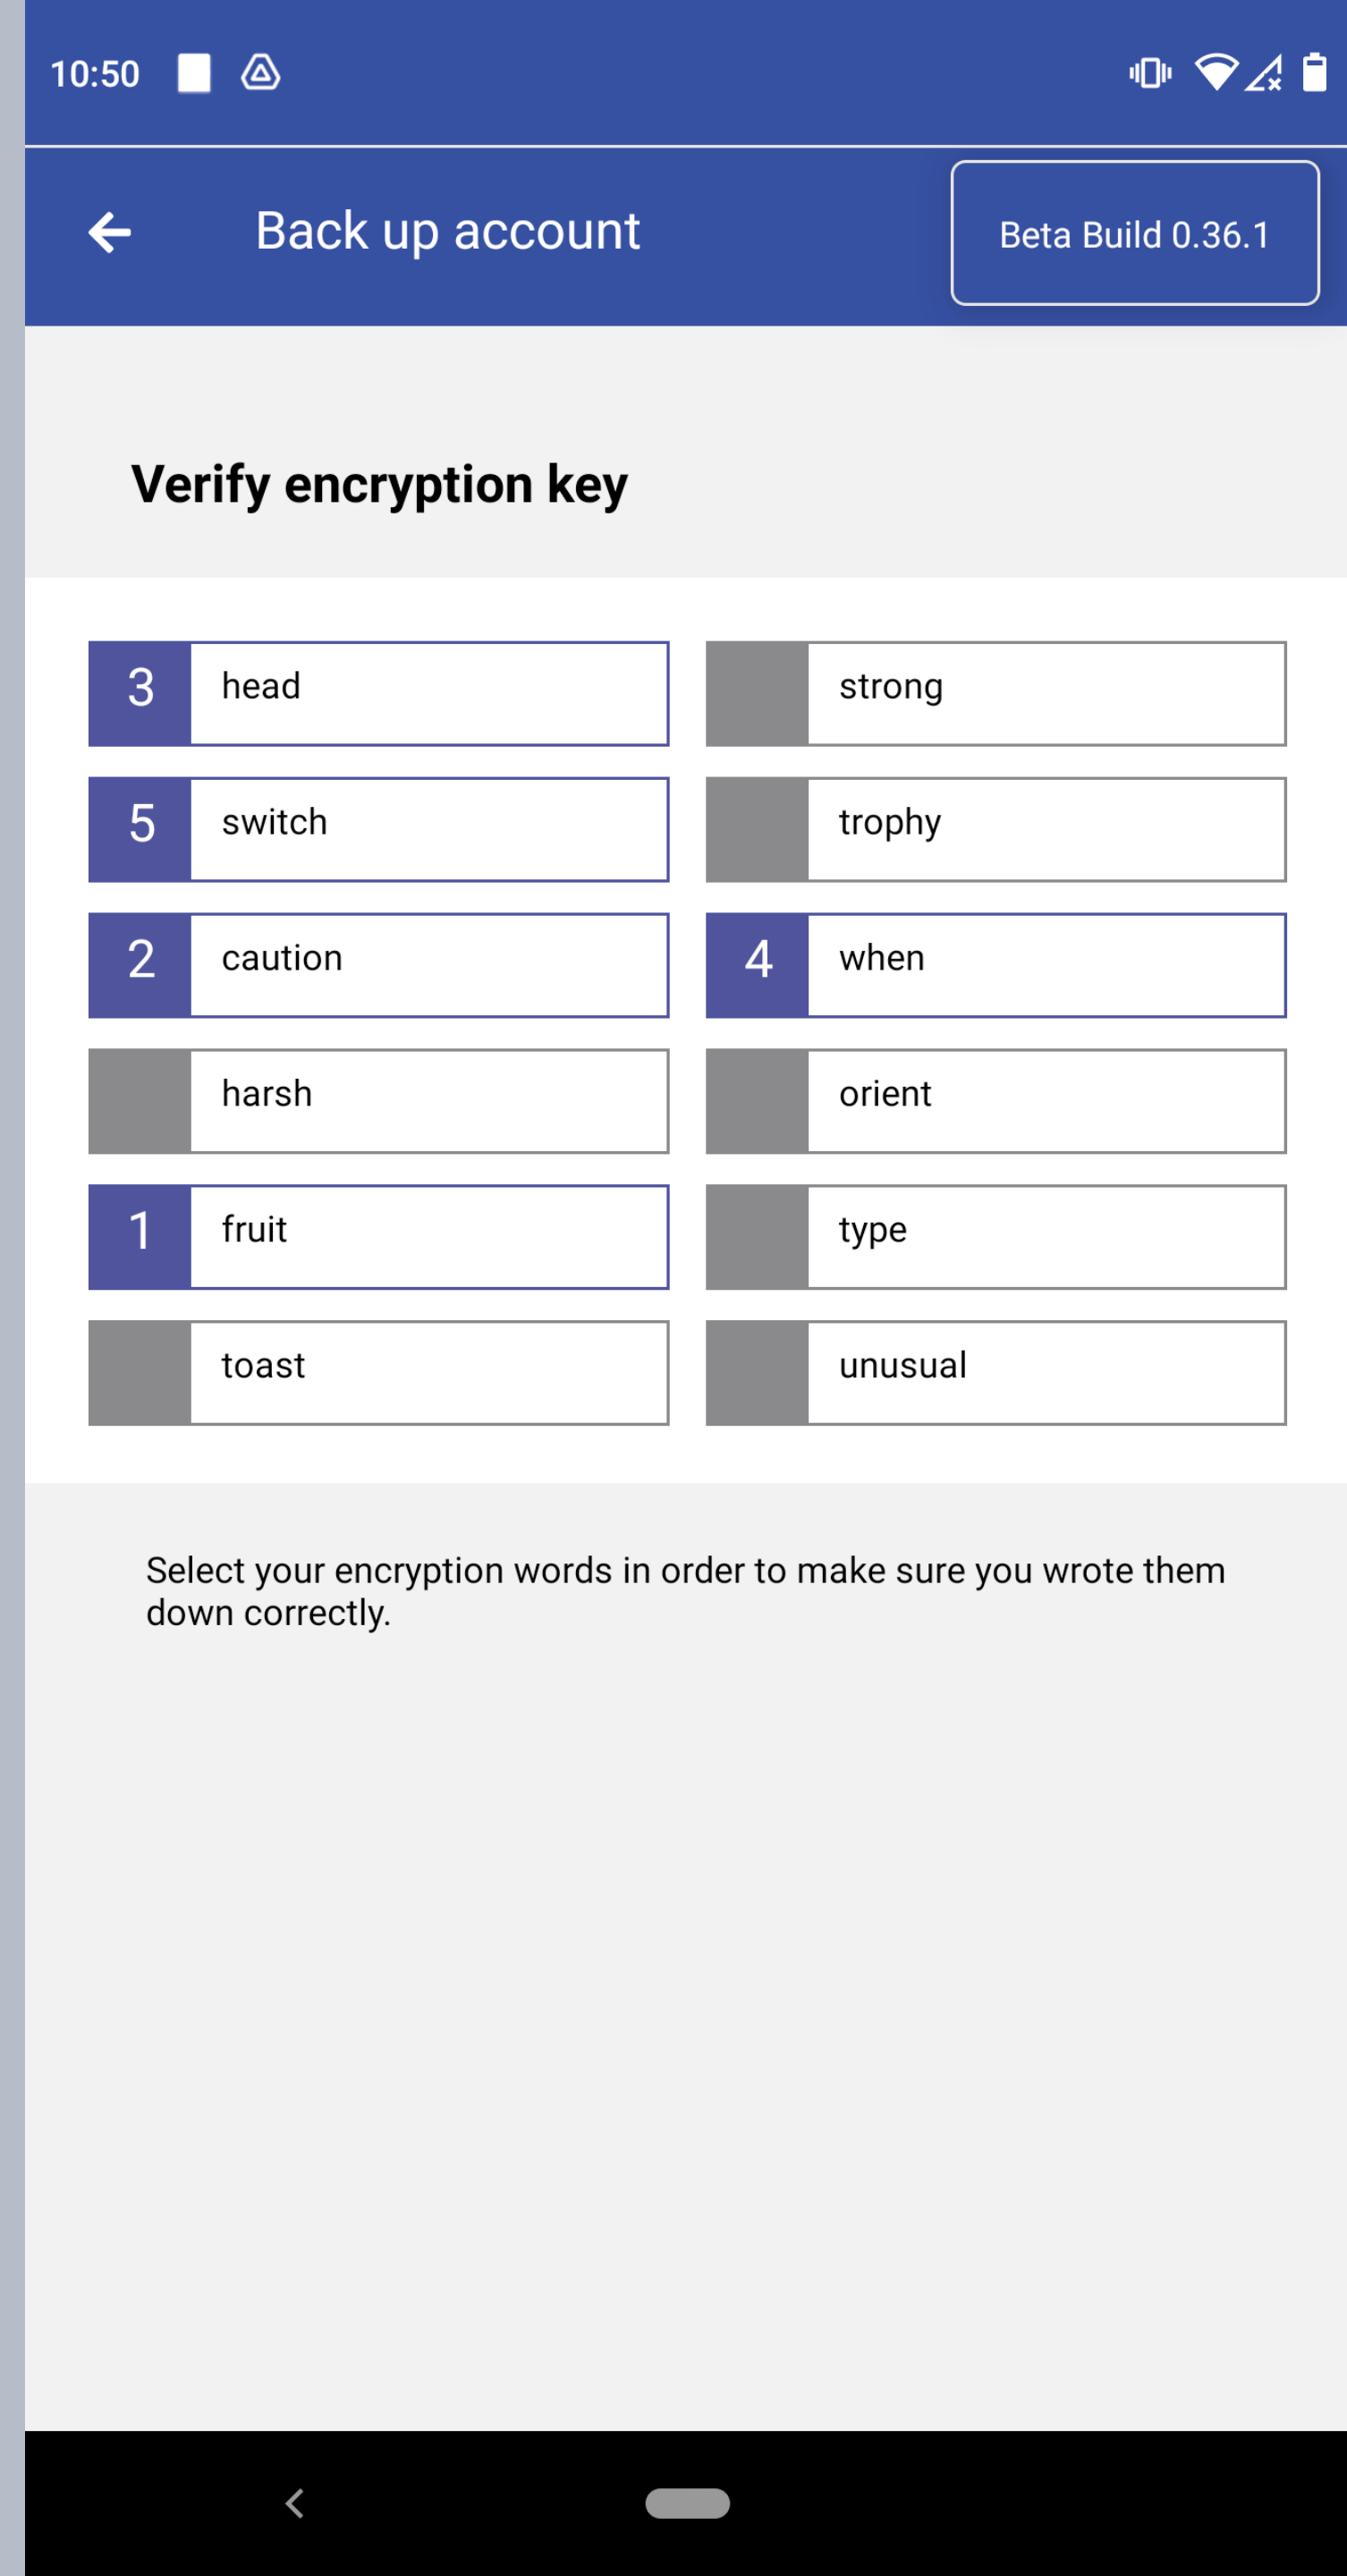 10:50
Back up account
Beta Build 0.36.1
Verify encryption key
3 head
strong
5 switch
trophy
2 caution
4 when
harsh
orient
1 fruit
type
toast
unusual
Select your encryption words in order to make sure you wrote them
down correctly.